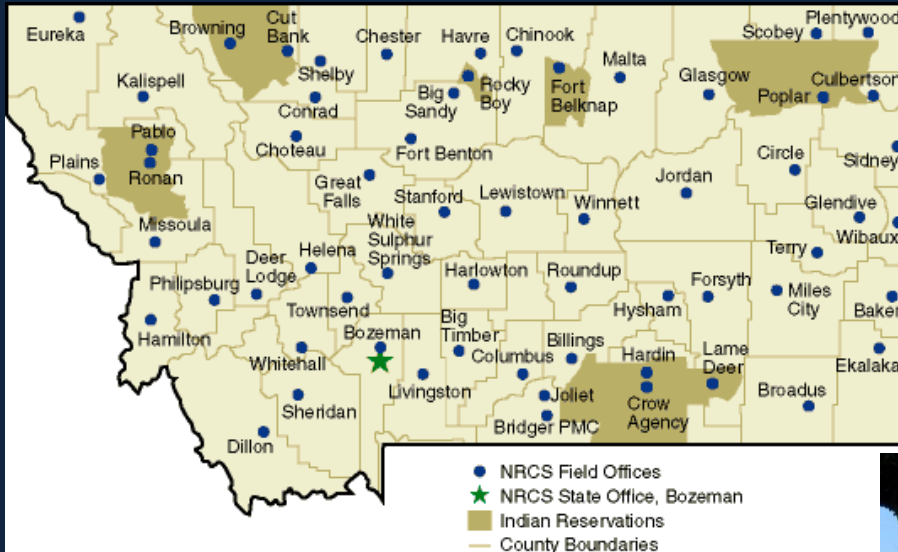 Eureka
Browning
Cut
Bank
Shelby
Chester
Havre
Chinook
Malta
Scobey
Plentywood
Kalispell
Conrad
Big
Sandy
Rocky
Boy
Fort
Belknap
Glasgow
Poplar
Culbertson
Pablo
Ronan
Plains
Choteau
Fort Benton
Circle
Sidney
Great
Falls
Stanford
Lewistown
Winnett
Jordan
Glendive
Wibaux
Missoula
White
Sulphur
Springs
Helena
Deer
Lodge
Philipsburg
Harlowton
Roundup
Terry
Forsyth
Miles
City
Baker
Hysham
Townsend
Hamilton
Bozeman
Big
Timber
Billings
Columbus
Hardin
Lame
Deer
Ekalaka
Whitehall
Livingston
Joliet
Crow
Agency
Broadus
Sheridan
Bridger PMC
Dillon
NRCS Field Offices
NRCS State Office, Bozeman
Indian Reservations
County Boundaries